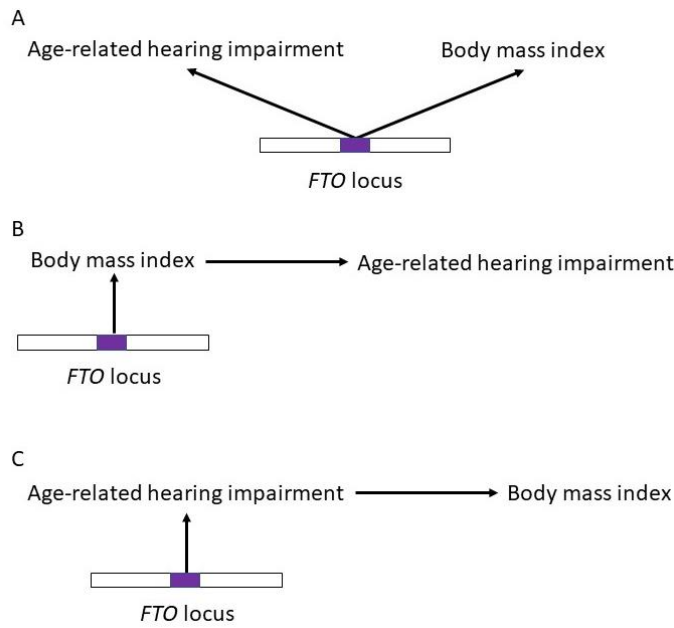 A
Age-related hearing impairment Body mass index
FTO locus
B
Body mass index Age-related hearing impairment
FTO locus
C
Age-related hearing impairment Body mass index
FTO locus